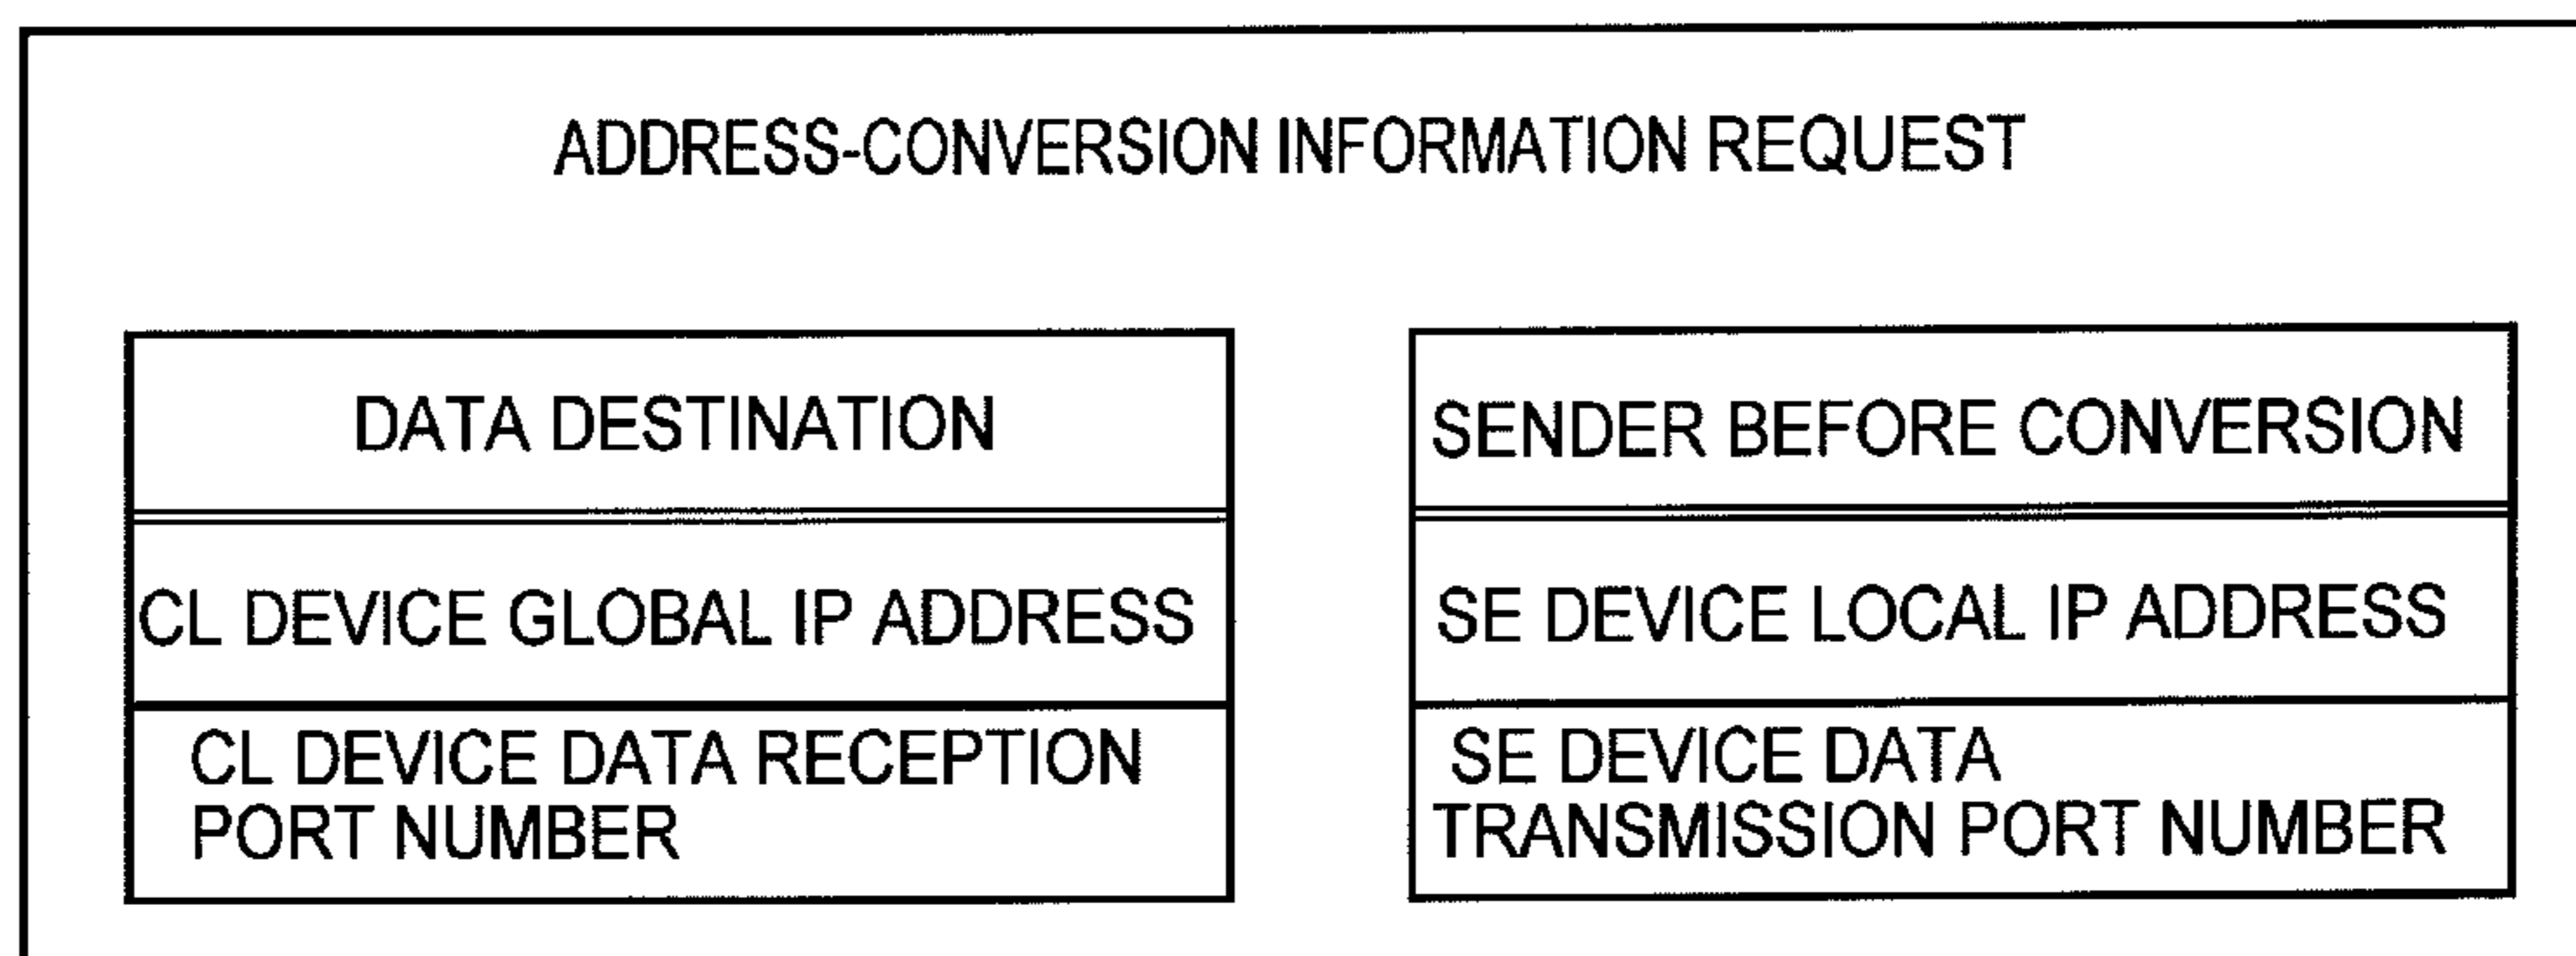 ADDRESS-CONVERSION INFORMATION REQUEST
DATA DESTINATION
CL DEVICE GLOBAL IP ADDRESS
CL DEVICE DATA RECEPTION
PORT NUMBER
SENDER BEFORE CONVERSION
SE DEVICE LOCAL IP ADDRESS
SE DEVICE DATA
TRANSMISSION PORT NUMBER